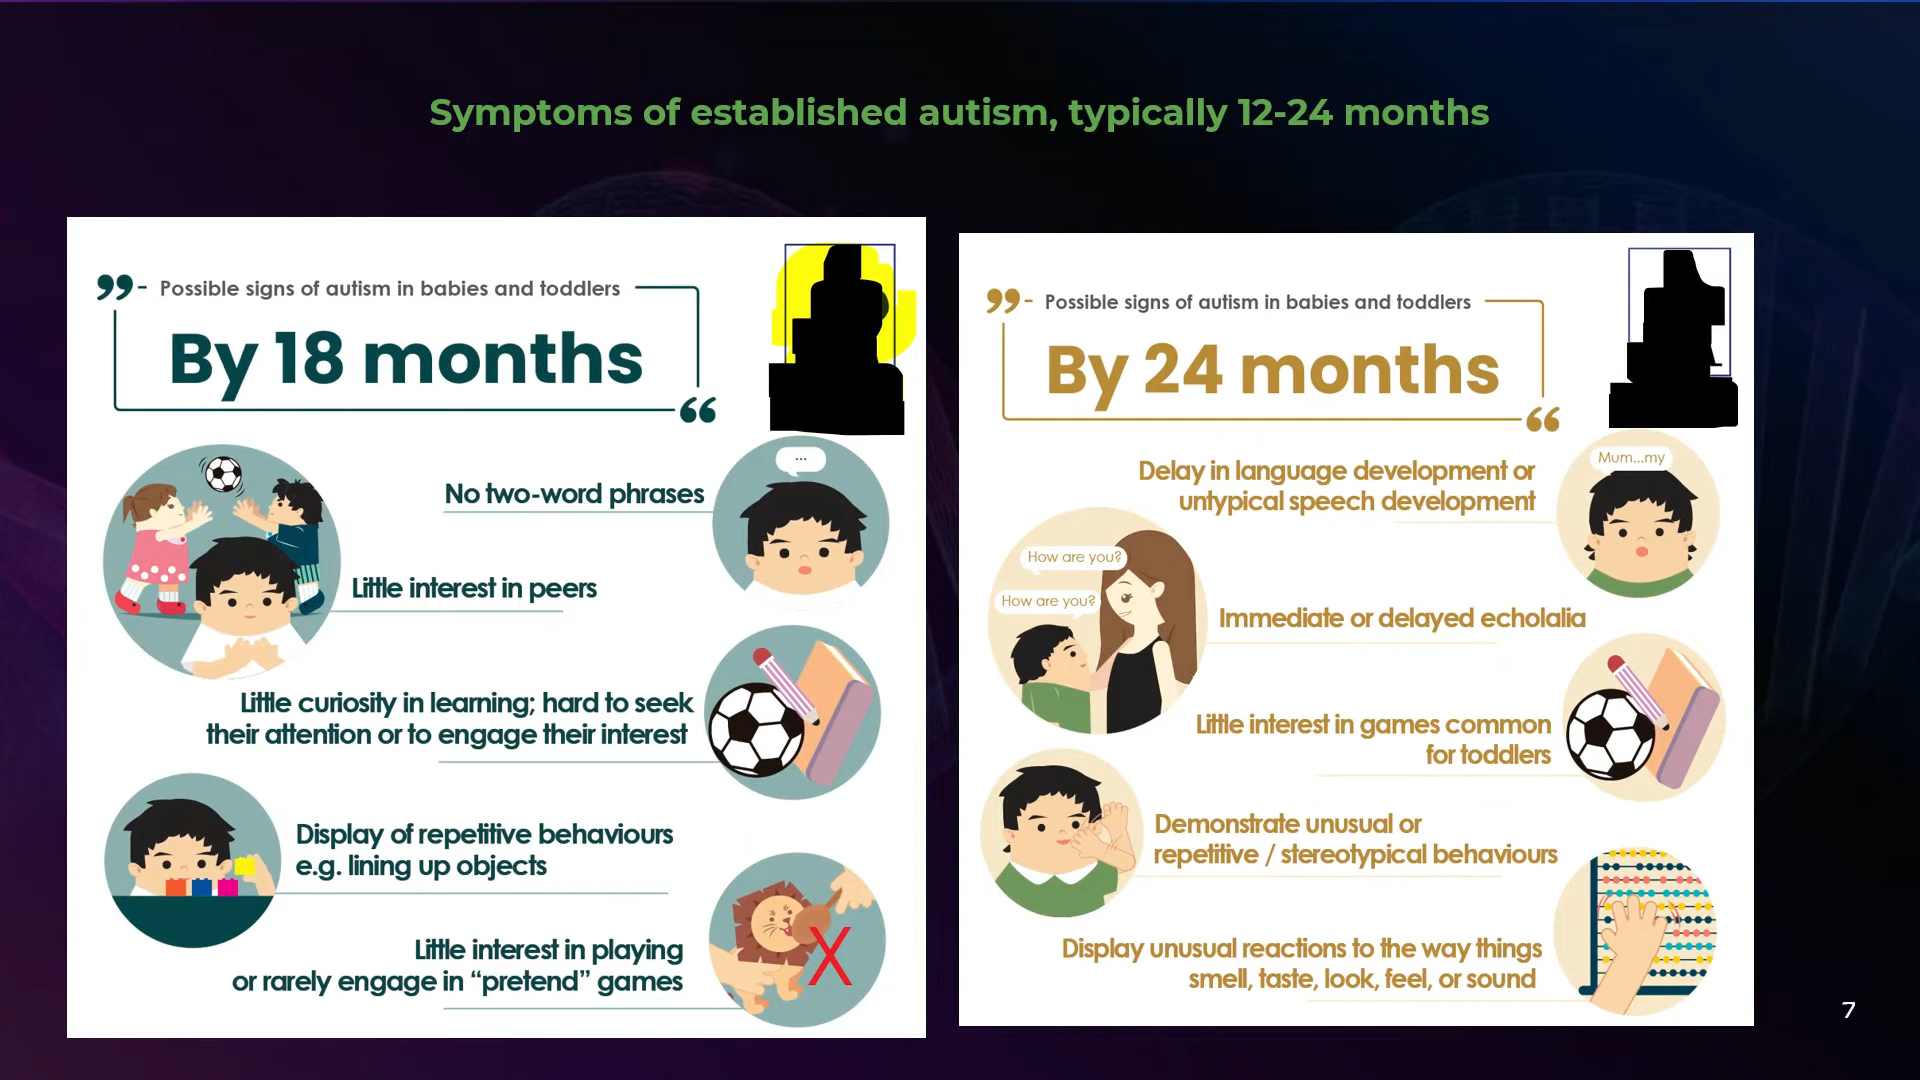 Symptoms of established autism, typically 12-24 months
Possible signs of autism in babies and toddlers
By 18 months
...
No two-word phrases
Little interest in peers
Little curiosity in learning; hard to seek
their attention or to engage their interest
Display of repetitive behaviours
e.g. lining up objects
Little interest in playing
or rarely engage in “pretend” games
X
Possible signs of autism in babies and toddlers
By 24 months
Mum...my
Delay in language development or
untypical speech development
How are you?
How are you?
Immediate or delayed echolalia
Little interest in games common
for toddlers
Demonstrate unusual or
repetitive / stereotypical behaviours
Display unusual reactions to the way things
smell, taste, look, feel, or sound
7